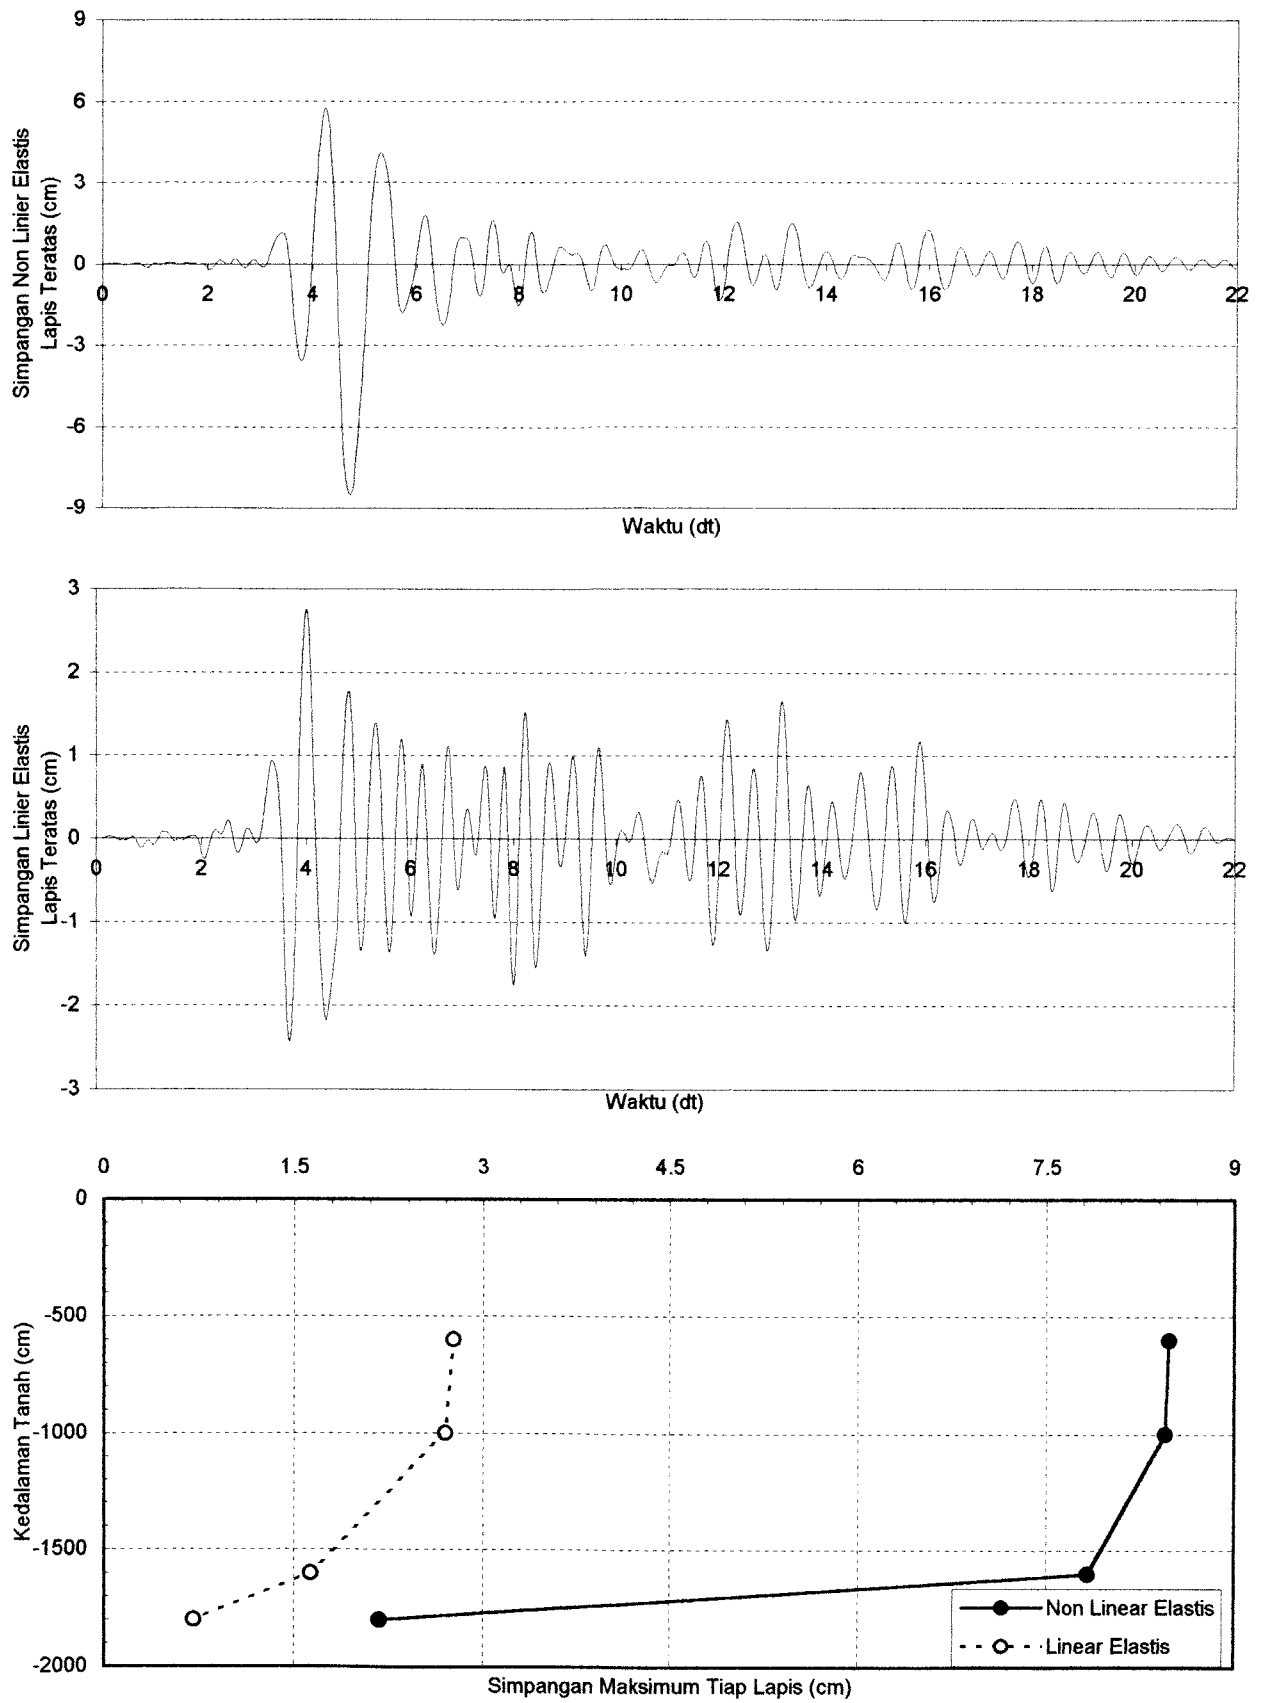 9
6
3
0
-3
-6
-9
0 2 4 6 8 10 12 14 16 18 20 22
Simpangan Non Linier Elastis
Lapis Teratas (cm)
Waktu (dt)
3
2
1
0
-1
-2
-3
0 2 4 6 8 10 12 14 16 18 20 22
Simpangan Linier Elastis
Lapis Teratas (cm)
Waktu (dt)
0 1.5 3 4.5 6 7.5 9
0
-500
-1000
-1500
-2000
Kedalaman Tanah (cm)
Non Linear Elastis
Linear Elastis
Simpangan Maksimum Tiap Lapis (cm)